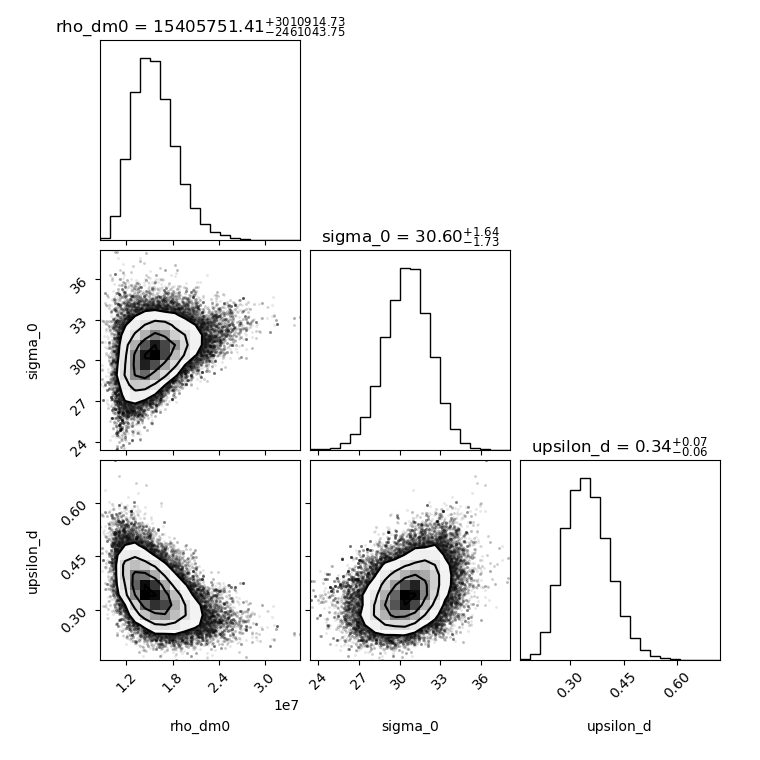 rho_dm0 = 15405751.41+3010914.73−2461043.75
sigma_0 = 30.60+1.64−1.73
36
33
30
27
24
sigma_0
upsilon_d = 0.34+0.07−0.06
0.60
0.45
0.30
upsilon_d
1.2 1.8 2.4 3.0
1e7
rho_dm0
24 27 30 33 36
sigma_0
0.30 0.45 0.60
upsilon_d